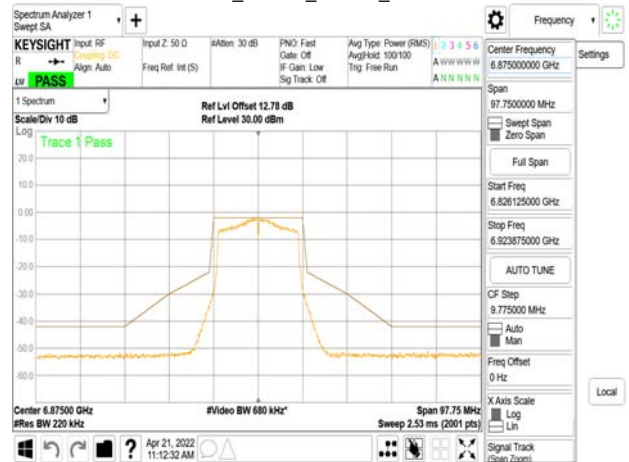 Spectrum Analyzer 1
Swept SA
Frequency
KEYSIGHT
Input: RF
Coupling: DC
Align: Auto
Input Z: 50 Ω
Freq Ref: Int (S)
#Atten: 30 dB
PNO: Fast
Gate: Off
IF Gain: Low
Sig Track: Off
Avg Type: Power (RMS)
Avg|Hold: 100/100
Trig: Free Run
1 2 3 4 5 6
A W W W W W
A N N N N N
R
LW PASS
Center Frequency
6.875000000 GHz
Settings
Span
97.7500000 MHz
Swept Span
Zero Span
Full Span
Start Freq
6.826125000 GHz
Stop Freq
6.923875000 GHz
AUTO TUNE
CF Step
9.775000 MHz
Auto
Man
Freq Offset
0 Hz
X Axis Scale
Log
Lin
Signal Track
(Span Zoom)
Local
1 Spectrum
Scale/Div 10 dB
Ref Lvl Offset 12.78 dB
Ref Level 30.00 dBm
Log
Trace 1 Pass
20.0
10.0
0.00
-10.0
-20.0
-30.0
-40.0
-50.0
-60.0
Center 6.87500 GHz
#Res BW 220 kHz
#Video BW 680 kHz*
Span 97.75 MHz
Sweep 2.53 ms (2001 pts)
Apr 21, 2022
11:12:32 AM